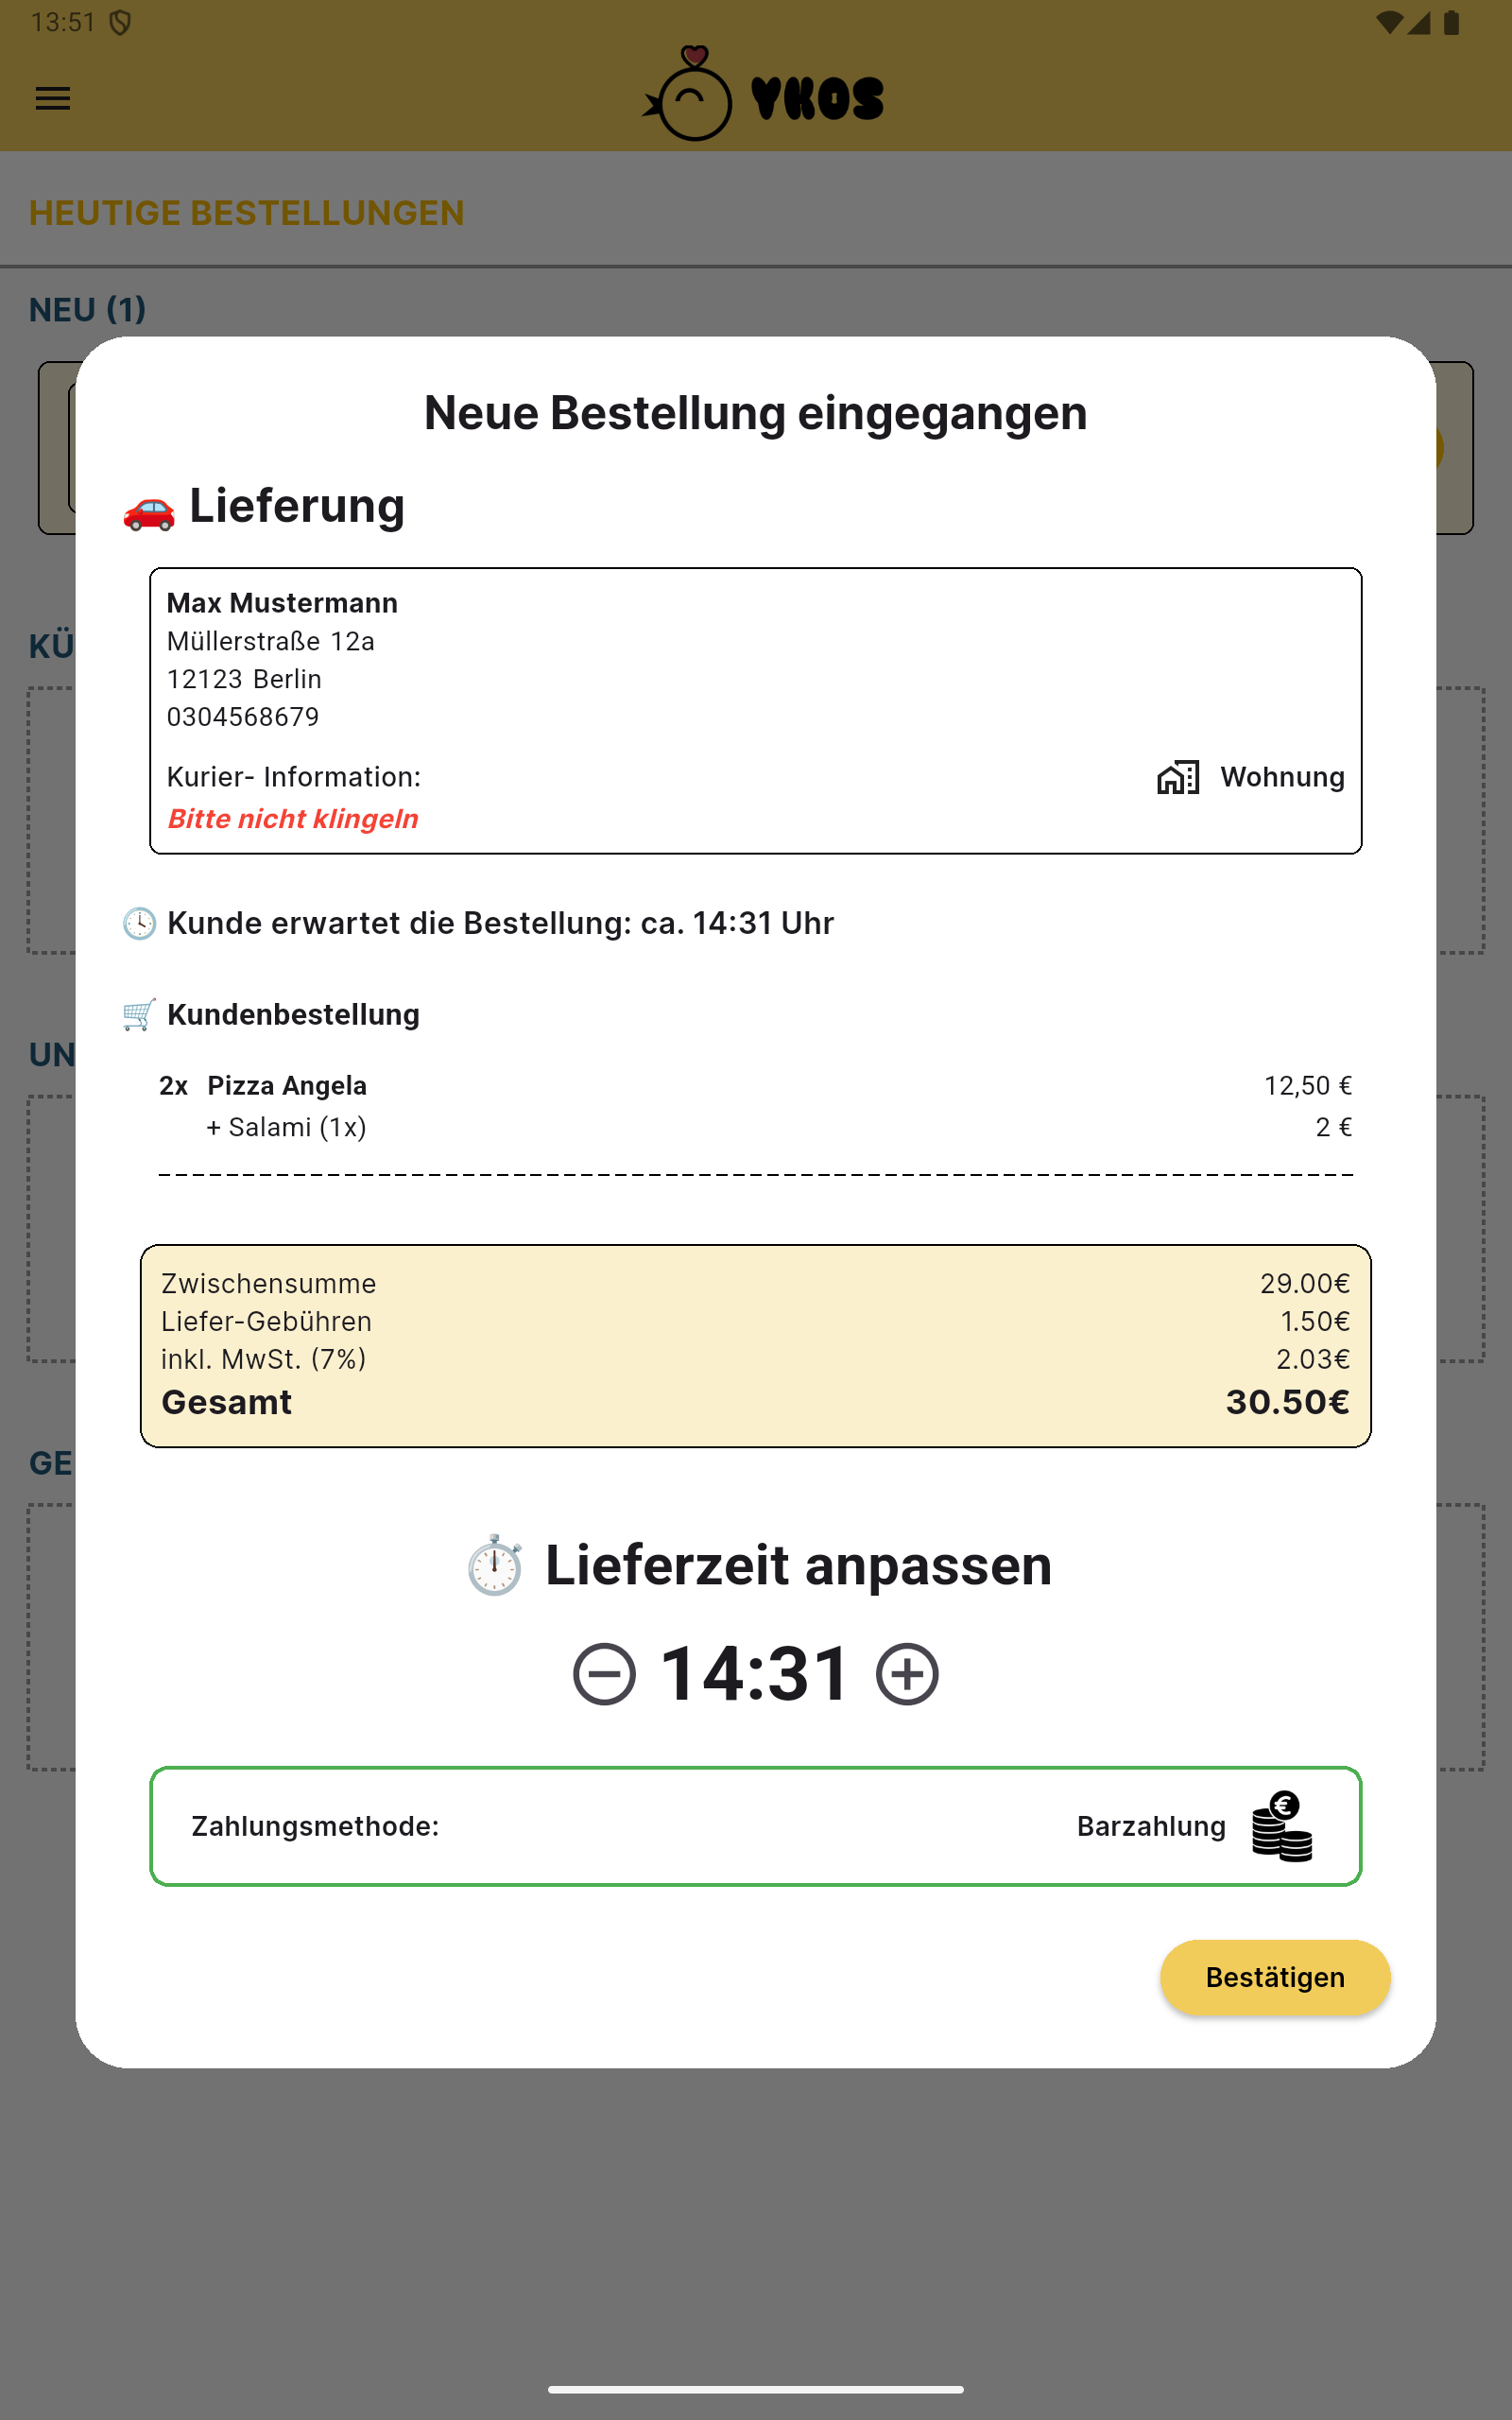 13:51
YKOS
HEUTIGE BESTELLUNGEN
NEU (1)
Neue Bestellung eingegangen
Lieferung
Max Mustermann
Müllerstraße 12a
12123 Berlin
0304568679
Kurier- Information:
Wohnung
Bitte nicht klingeln
KÜ
Kunde erwartet die Bestellung: ca. 14:31 Uhr
Kundenbestellung
UN
2x Pizza Angela 12,50 €
+ Salami (1x) 2 €
Zwischensumme 29.00€
Liefer-Gebühren 1.50€
inkl. MwSt. (7%) 2.03€
Gesamt 30.50€
GE
Lieferzeit anpassen
14:31
Zahlungsmethode: Barzahlung €
Bestätigen